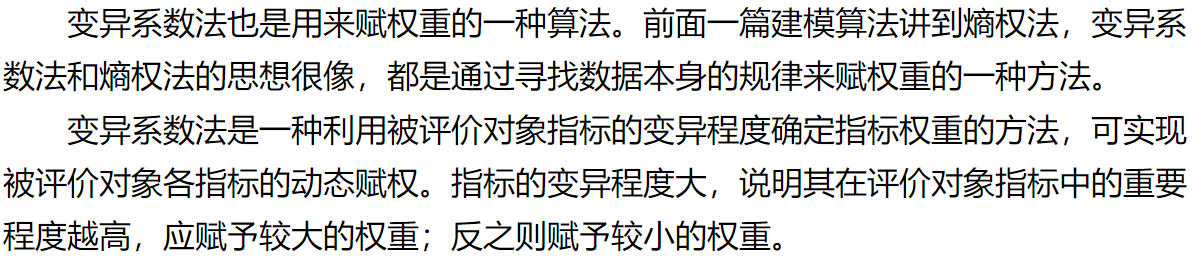 变异系数法也是用来赋权重的一种算法。前面一篇建模算法讲到熵权法，变异系
数法和熵权法的思想很像，都是通过寻找数据本身的规律来赋权重的一种方法。
变异系数法是一种利用被评价对象指标的变异程度确定指标权重的方法，可实现
被评价对象各指标的动态赋权。指标的变异程度大，说明其在评价对象指标中的重要
程度越高，应赋予较大的权重；反之则赋予较小的权重。